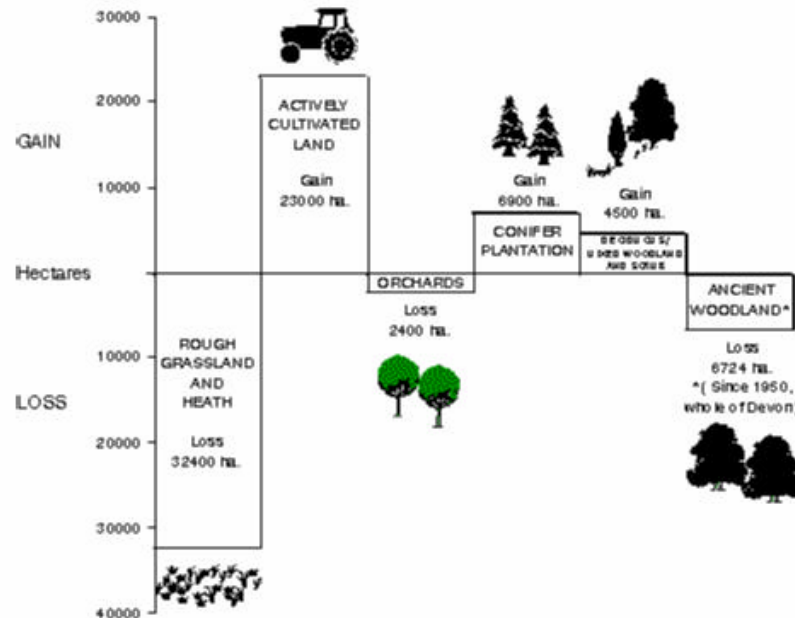 30000
20000
GAIN
10000
Hectares
10000
LOSS
20000
30000
40000
ROUGH
GRASSLAND
AND
HEATH
Loss
32400 ha.
ACTIVELY
CULTIVATED
LAND
Gain
23000 ha.
ORCHARDS
Loss
2400 ha.
Gain
6900 ha.
CONIFER
PLANTATION
Gain
4500 ha.
WOODLAND
AND
ANCIENT
WOODLAND^
Loss
6724 ha.
^( Since 1950,
whole of Devon)